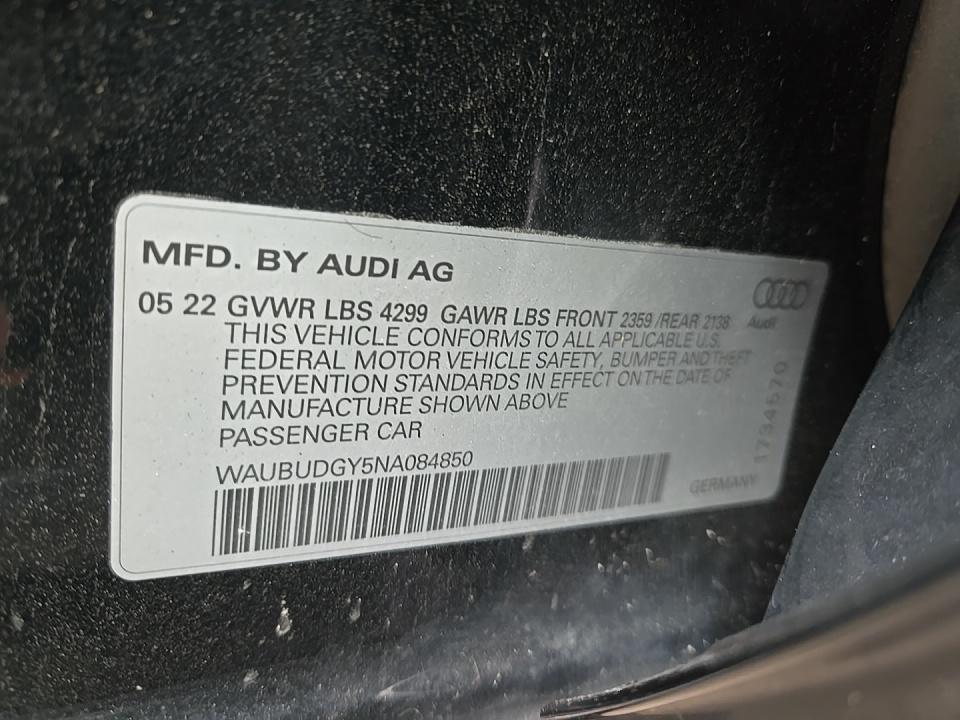 MFD. BY AUDI AG
05 22 GVWR LBS 4299 GAWR LBS FRONT 2359 /REAR 2138
Audi
THIS VEHICLE CONFORMS TO ALL APPLICABLE U.S.
FEDERAL MOTOR VEHICLE SAFETY, BUMPER AND THEFT
PREVENTION STANDARDS IN EFFECT ON THE DATE OF
MANUFACTURE SHOWN ABOVE
PASSENGER CAR
WAUBUDGY5NA084850
GERMANY
1734570